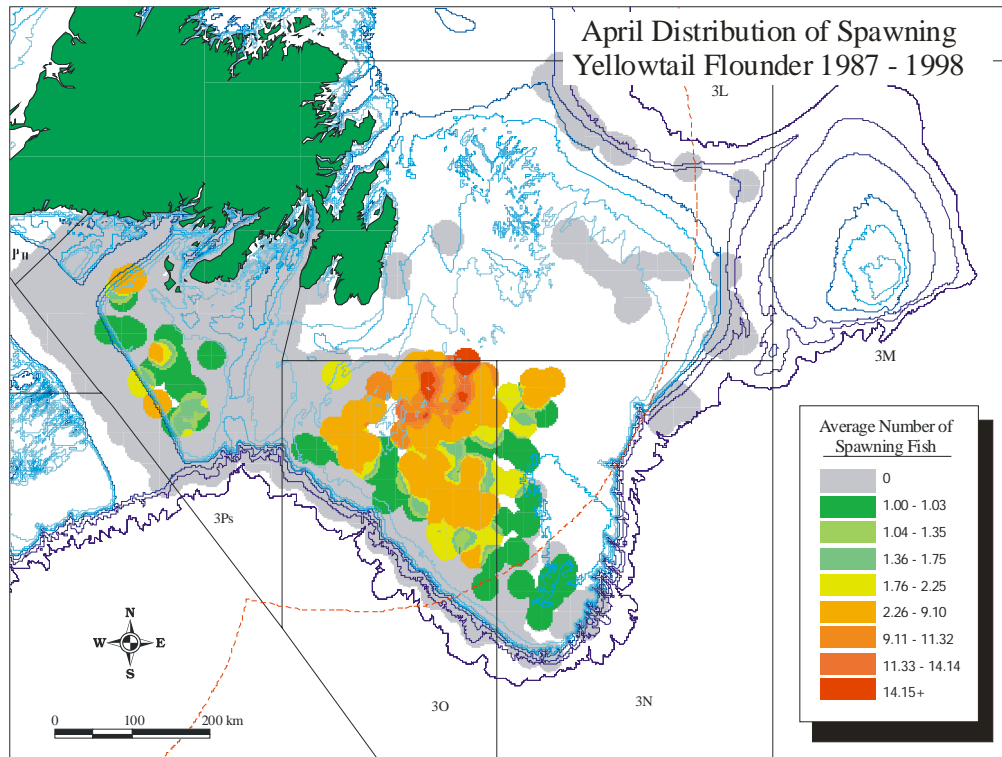 April Distribution of Spawning
Yellowtail Flounder 1987 - 1998
3L
3M
3Ps
3O
3N
N
W E
S
0 100 200 km
Average Number of
Spawning Fish
0
1.00 - 1.03
1.04 - 1.35
1.36 - 1.75
1.76 - 2.25
2.26 - 9.10
9.11 - 11.32
11.33 - 14.14
14.15+